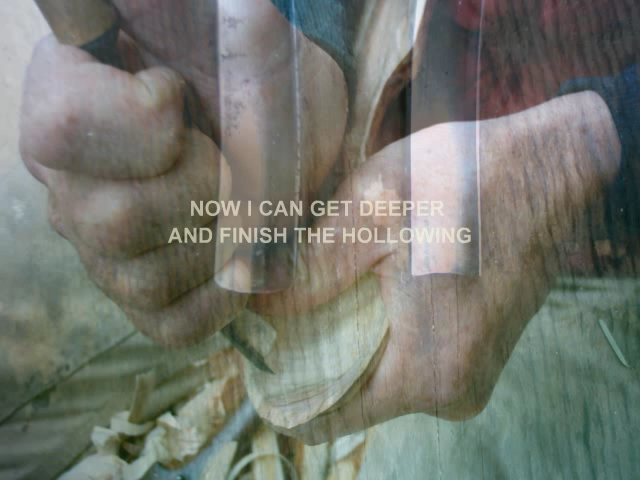 NOW I CAN GET DEEPER
AND FINISH THE HOLLOWING